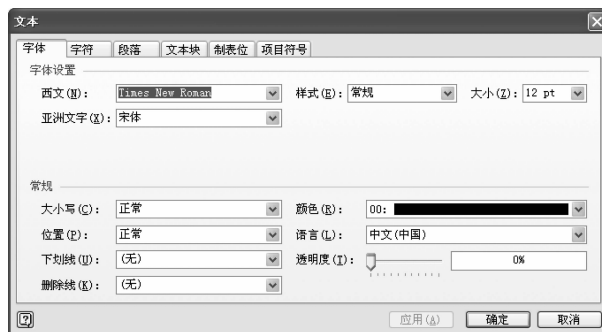 文本
字体 字符 段落 文本块 制表位 项目符号
字体设置
西文(N): Times New Roman 样式(E): 常规 大小(Z): 12 pt
亚洲文字(X): 宋体
常规
大小写(C): 正常 颜色(R): 00:
位置(P): 正常 语言(L): 中文(中国)
下划线(U): (无) 透明度(T): 0%
删除线(K): (无)
应用(A) 确定 取消